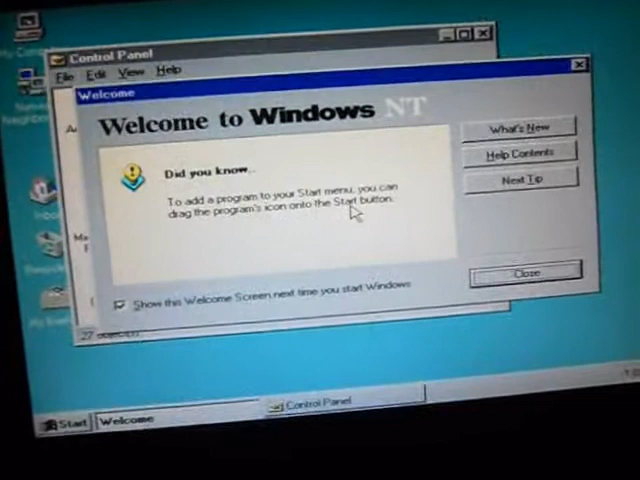 Control Panel
File Edit View Help
Welcome
Welcome to Windows NT
What's New
Help Contents
Next Tip
Did you know...
To add a program to your Start menu, you can
drag the program's icon onto the Start button.
Close
Show this Welcome Screen next time you start Windows
Start
Welcome
Control Panel